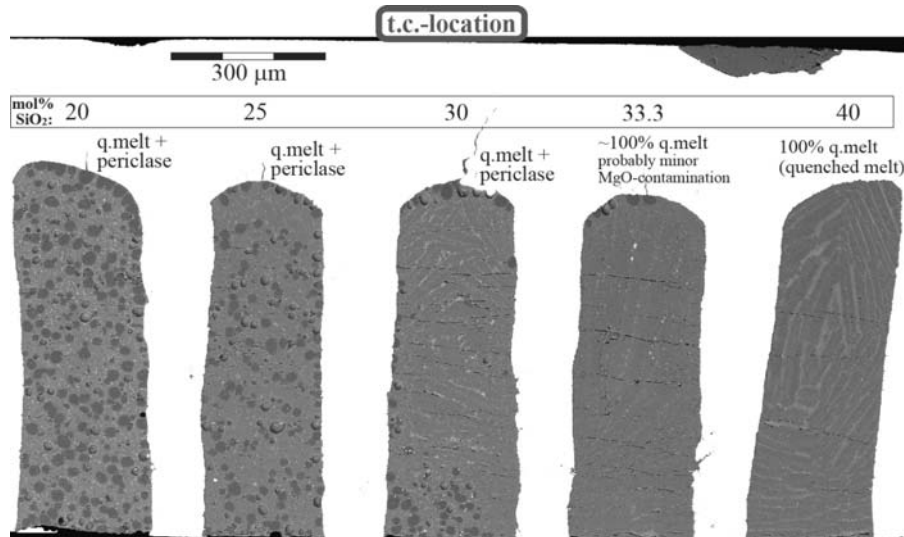 t.c.-location
300 μm
mol% SiO₂: 20 25 30 33.3 40
q.melt +
periclase
q.melt +
periclase
q.melt +
periclase
~100% q.melt
probably minor
MgO-contamination
100% q.melt
(quenched melt)